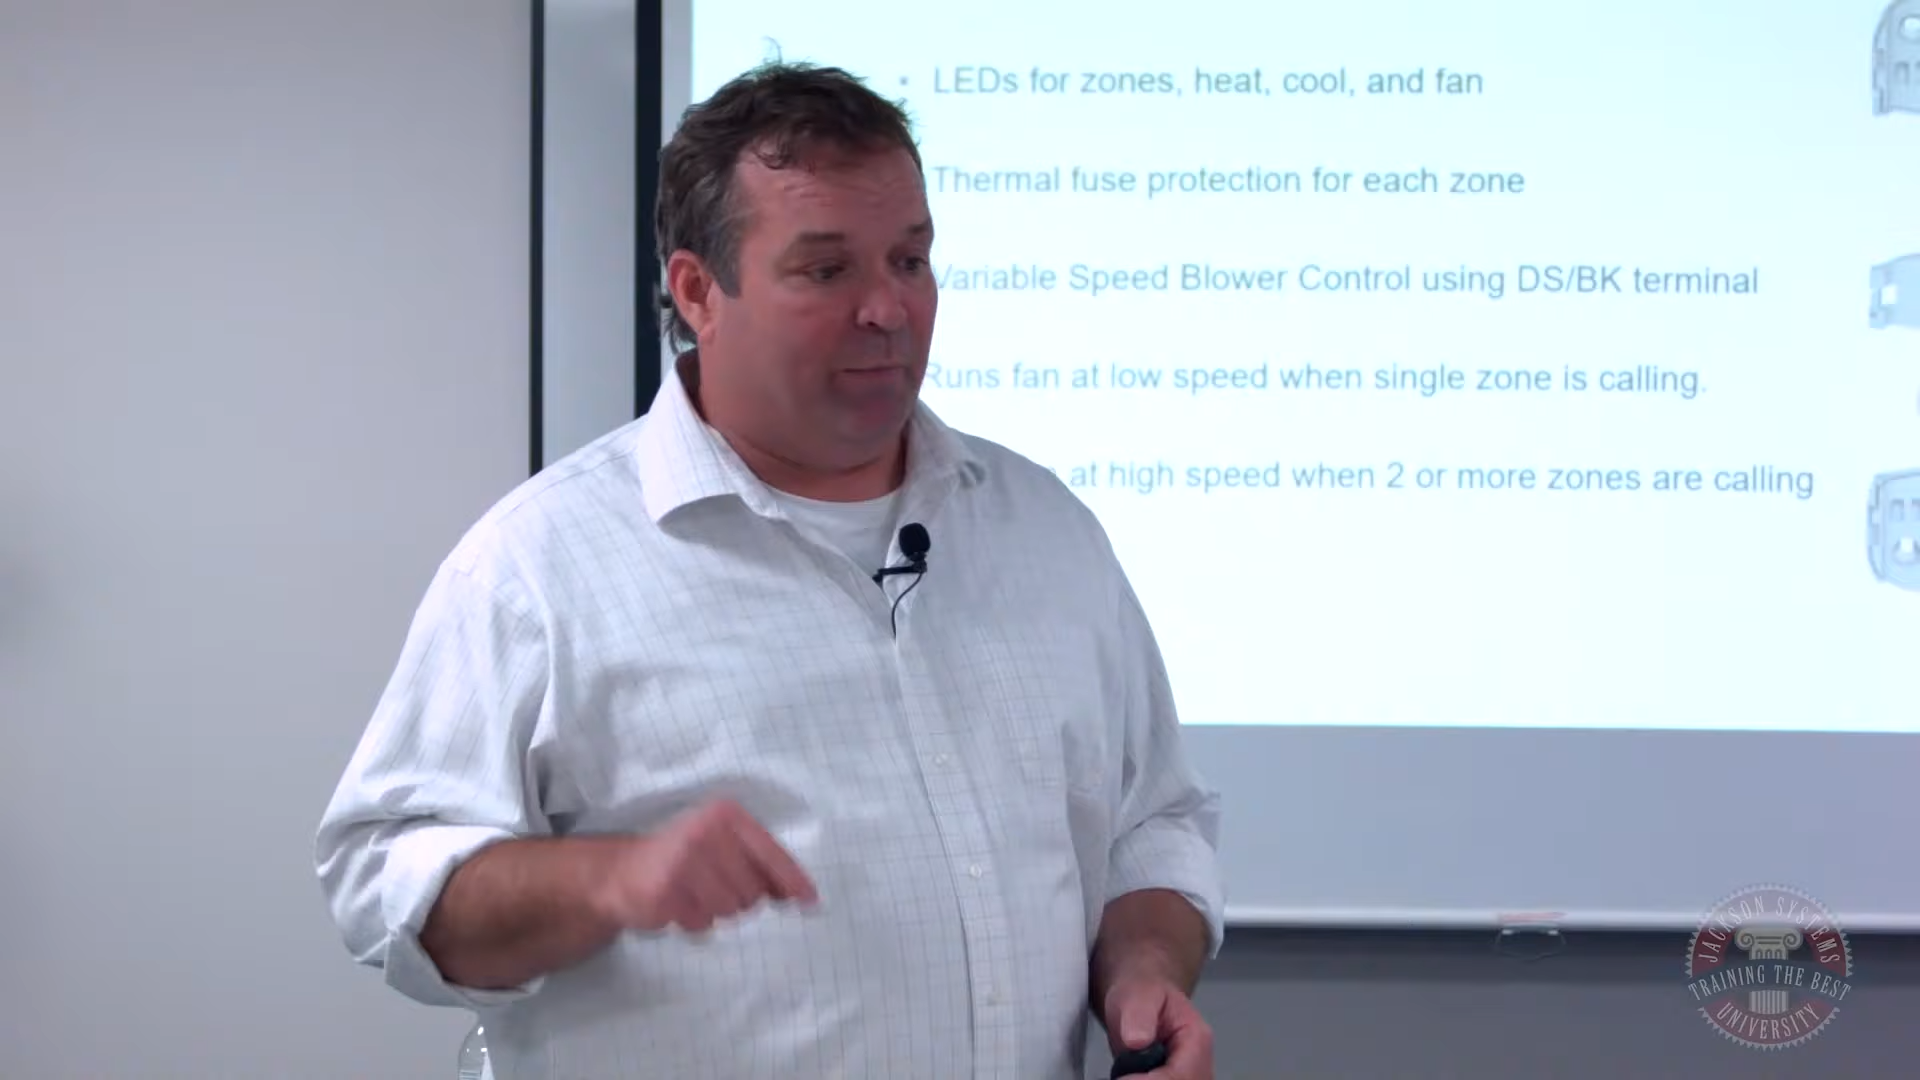 • LEDs for zones, heat, cool, and fan
Thermal fuse protection for each zone
Variable Speed Blower Control using DS/BK terminal
Runs fan at low speed when single zone is calling.
at high speed when 2 or more zones are calling
JACKSON SYSTEMS
TRAINING THE BEST
UNIVERSITY